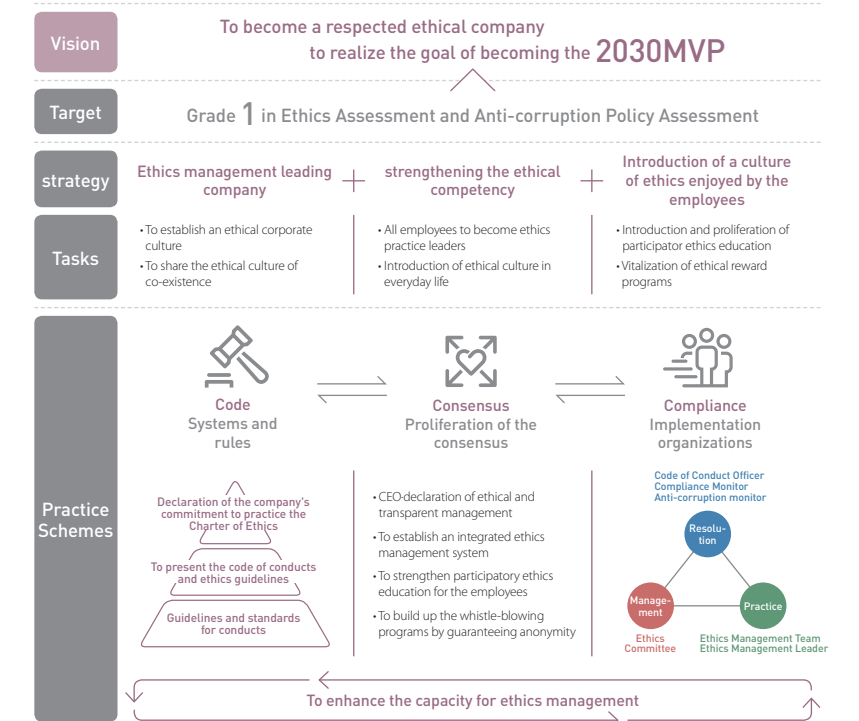 Vision
To become a respected ethical company
to realize the goal of becoming the 2030MVP
Target
Grade 1 in Ethics Assessment and Anti-corruption Policy Assessment
strategy
Ethics management leading
company
strengthening the ethical
competency
Introduction of a culture
of ethics enjoyed by the
employees
Tasks
• To establish an ethical corporate
culture
• To share the ethical culture of
co-existence
• All employees to become ethics
practice leaders
• Introduction of ethical culture in
everyday life
• Introduction and proliferation of
participator ethics education
• Vitalization of ethical reward
programs
Practice
Schemes
Code
Systems and
rules
Consensus
Proliferation of the
consensus
Compliance
Implementation
organizations
Declaration of the company's
commitment to practice the
Charter of Ethics
To present the code of conducts
and ethics guidelines
Guidelines and standards
for conducts
• CEO-declaration of ethical and
transparent management
• To establish an integrated ethics
management system
• To strengthen participatory ethics
education for the employees
• To build up the whistle-blowing
programs by guaranteeing anonymity
Code of Conduct Officer
Compliance Monitor
Anti-corruption monitor
Resolu-
tion
Manage-
ment
Practice
Ethics
Committee
Ethics Management Team
Ethics Management Leader
To enhance the capacity for ethics management